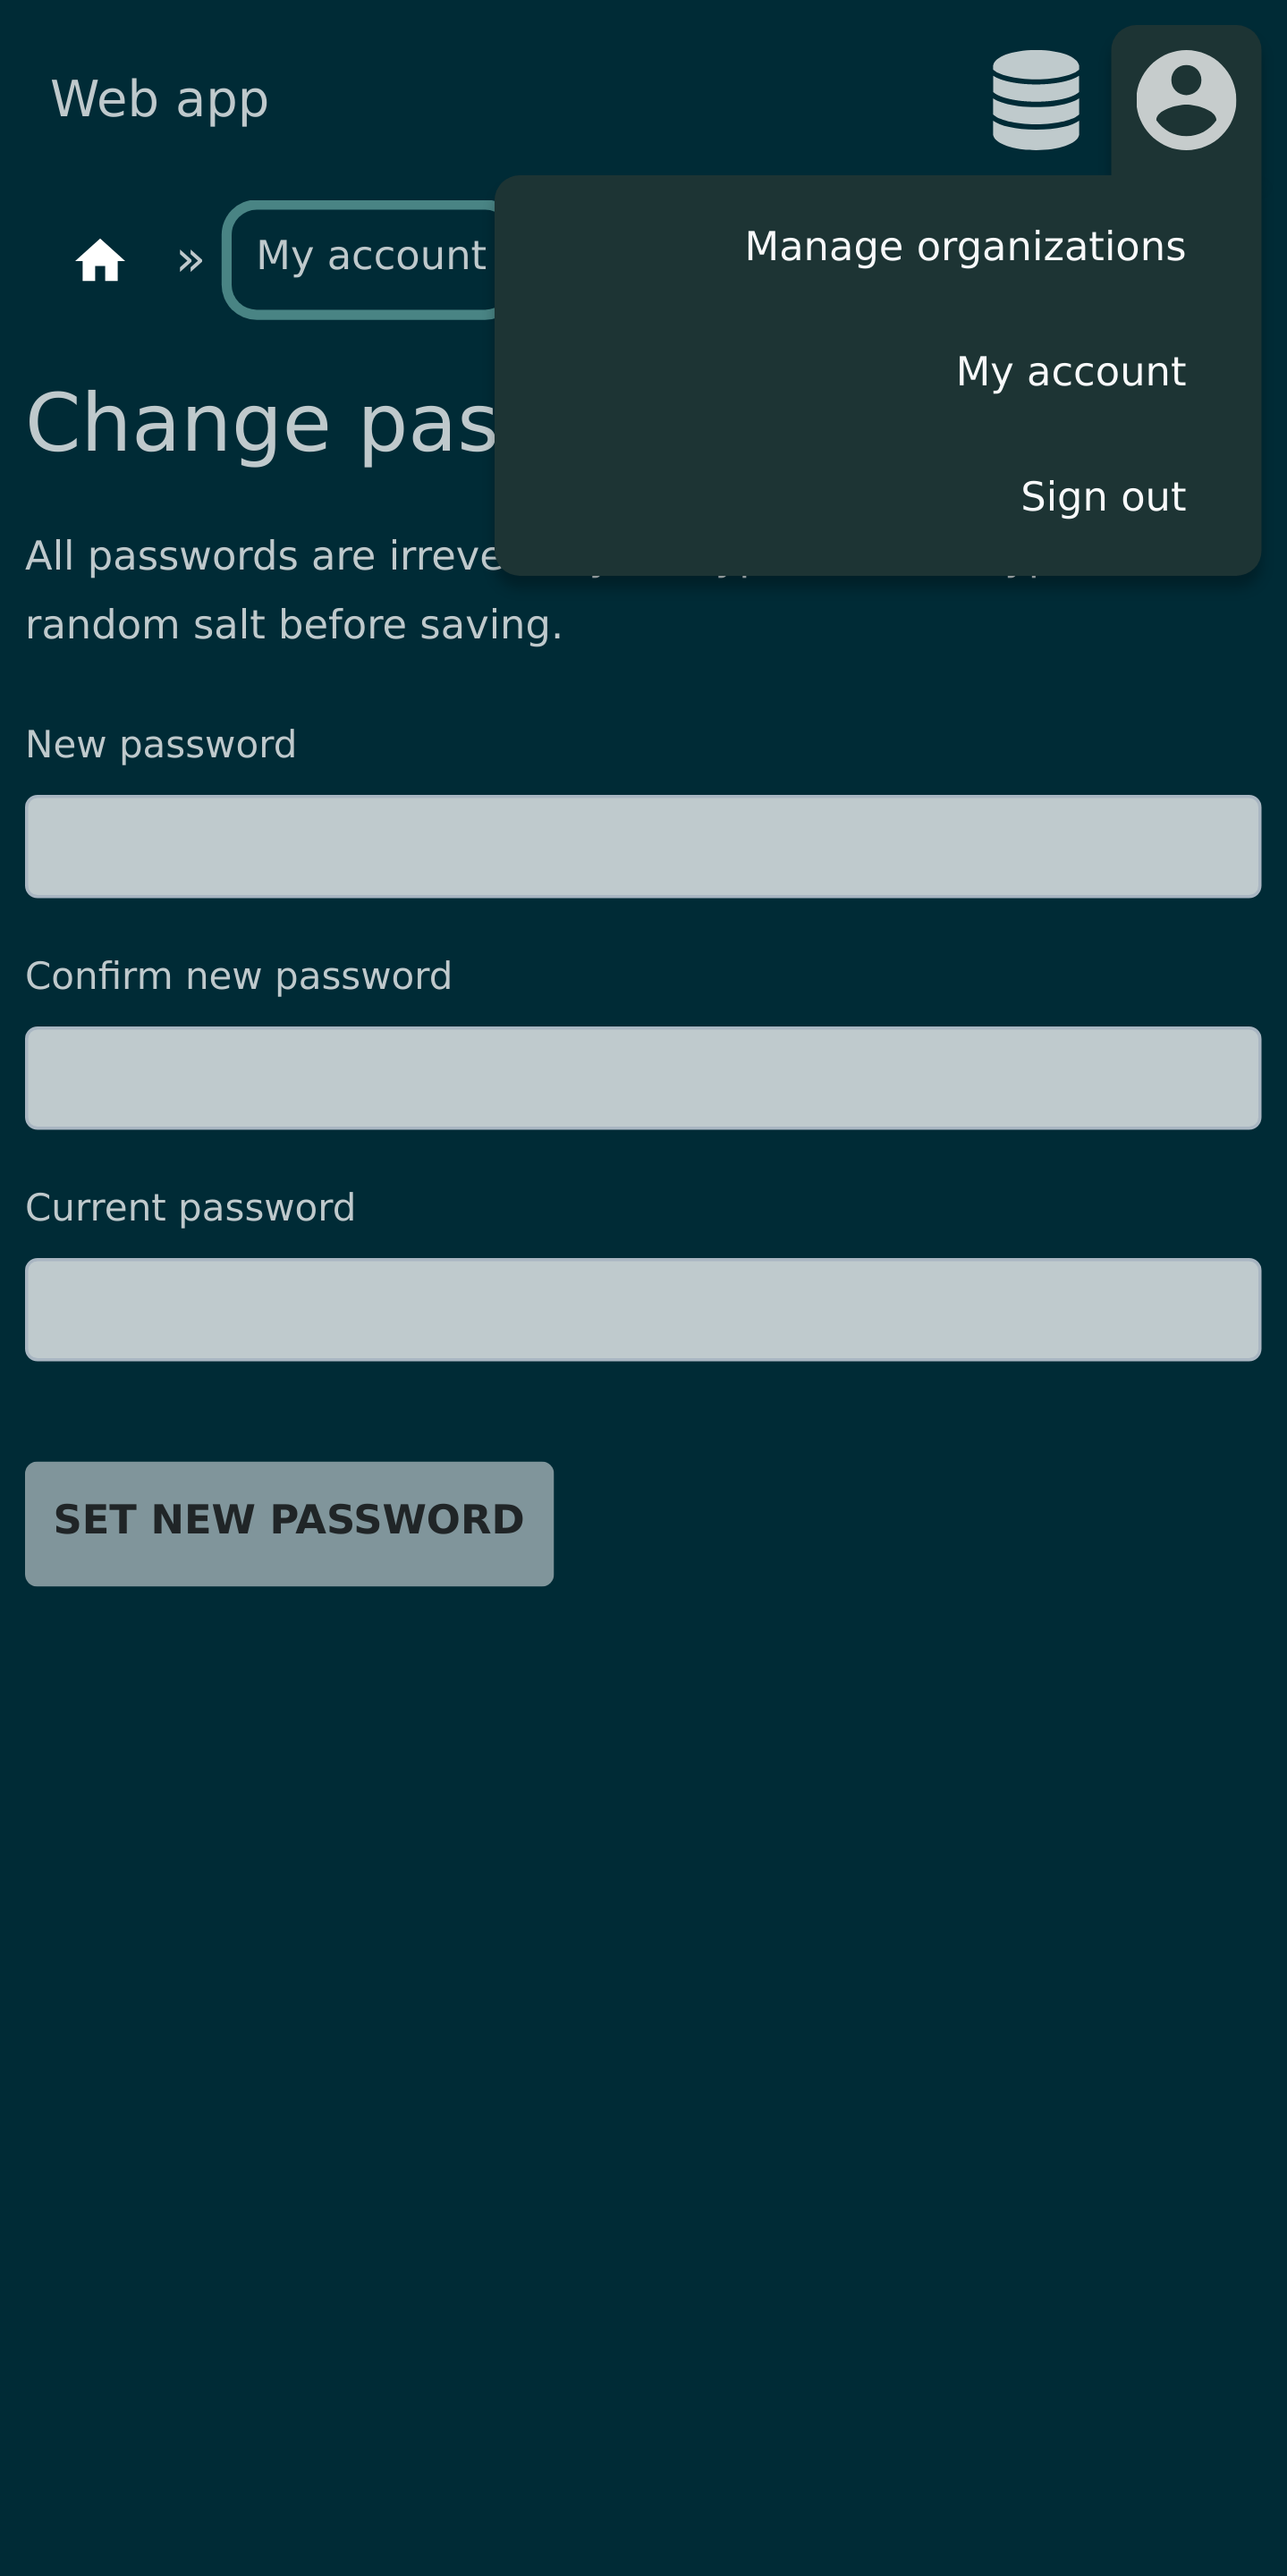 Web app
» My account
Manage organizations
My account
Sign out
Change pas
All passwords are irreve
random salt before saving.
New password
Confirm new password
Current password
SET NEW PASSWORD